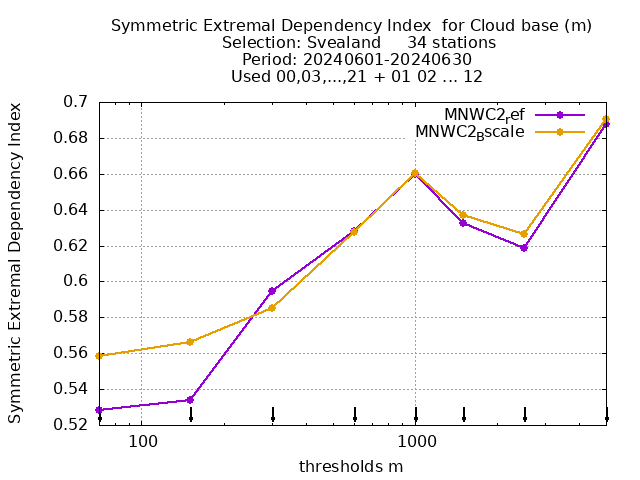 Symmetric Extremal Dependency Index  for Cloud base (m)
Selection: Svealand     34 stations
Period: 20240601-20240630
Used 00,03,...,21 + 01 02 ... 12
Symmetric Extremal Dependency Index
0.7
0.68
0.66
0.64
0.62
0.6
0.58
0.56
0.54
0.52
MNWC2ref
MNWC2Bscale
100
1000
thresholds m